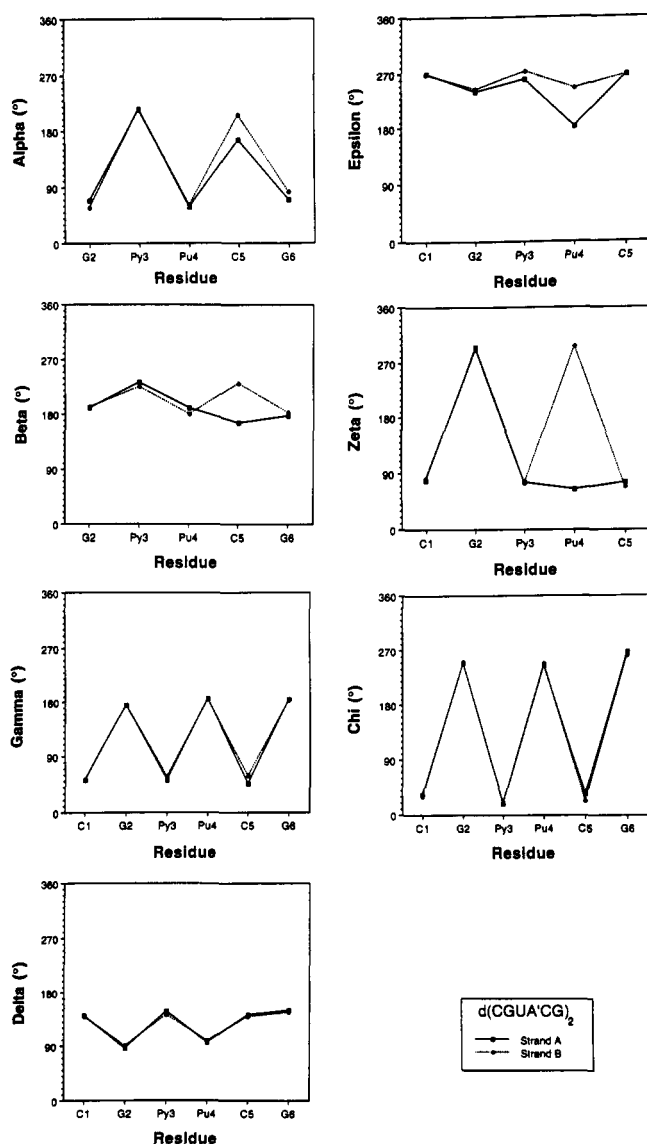 Alpha (°)
360
270
180
90
0
G2 Py3 Pu4 C5 G6
Residue
Epsilon (°)
360
270
180
90
0
C1 G2 Py3 Pu4 C5
Residue
Beta (°)
360
270
180
90
0
G2 Py3 Pu4 C5 G6
Residue
Zeta (°)
360
270
180
90
0
C1 G2 Py3 Pu4 C5
Residue
Gamma (°)
360
270
180
90
0
C1 G2 Py3 Pu4 C5 G6
Residue
Chi (°)
360
270
180
90
0
C1 G2 Py3 Pu4 C5 G6
Residue
Delta (°)
360
270
180
90
0
C1 G2 Py3 Pu4 C5 G6
Residue
d(CGUA'CG)2
Strand A
Strand B